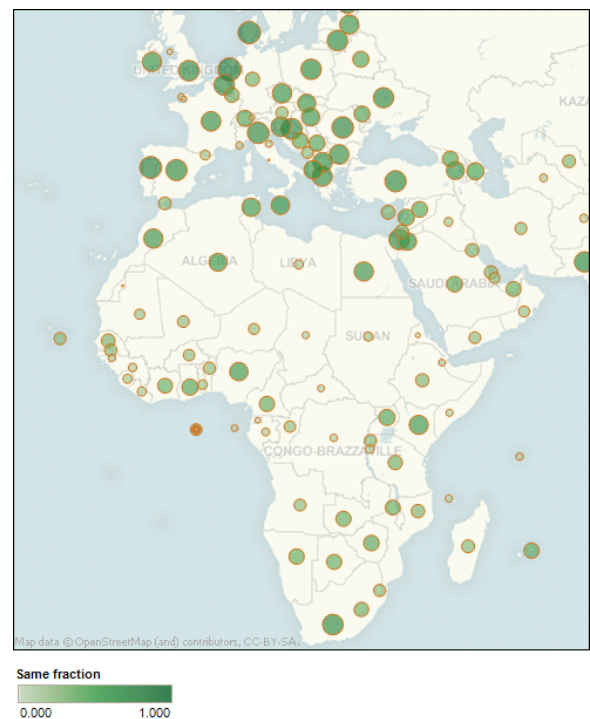 UNITED KINGDOM
KAZA
ALGERIA
LIBYA
SAUDI ARABI
SUDAN
CONGO-BRAZZAVILLE
Map data © OpenStreetMap (and) contributors, CC-BY-SA.
Same fraction
0.000 1.000